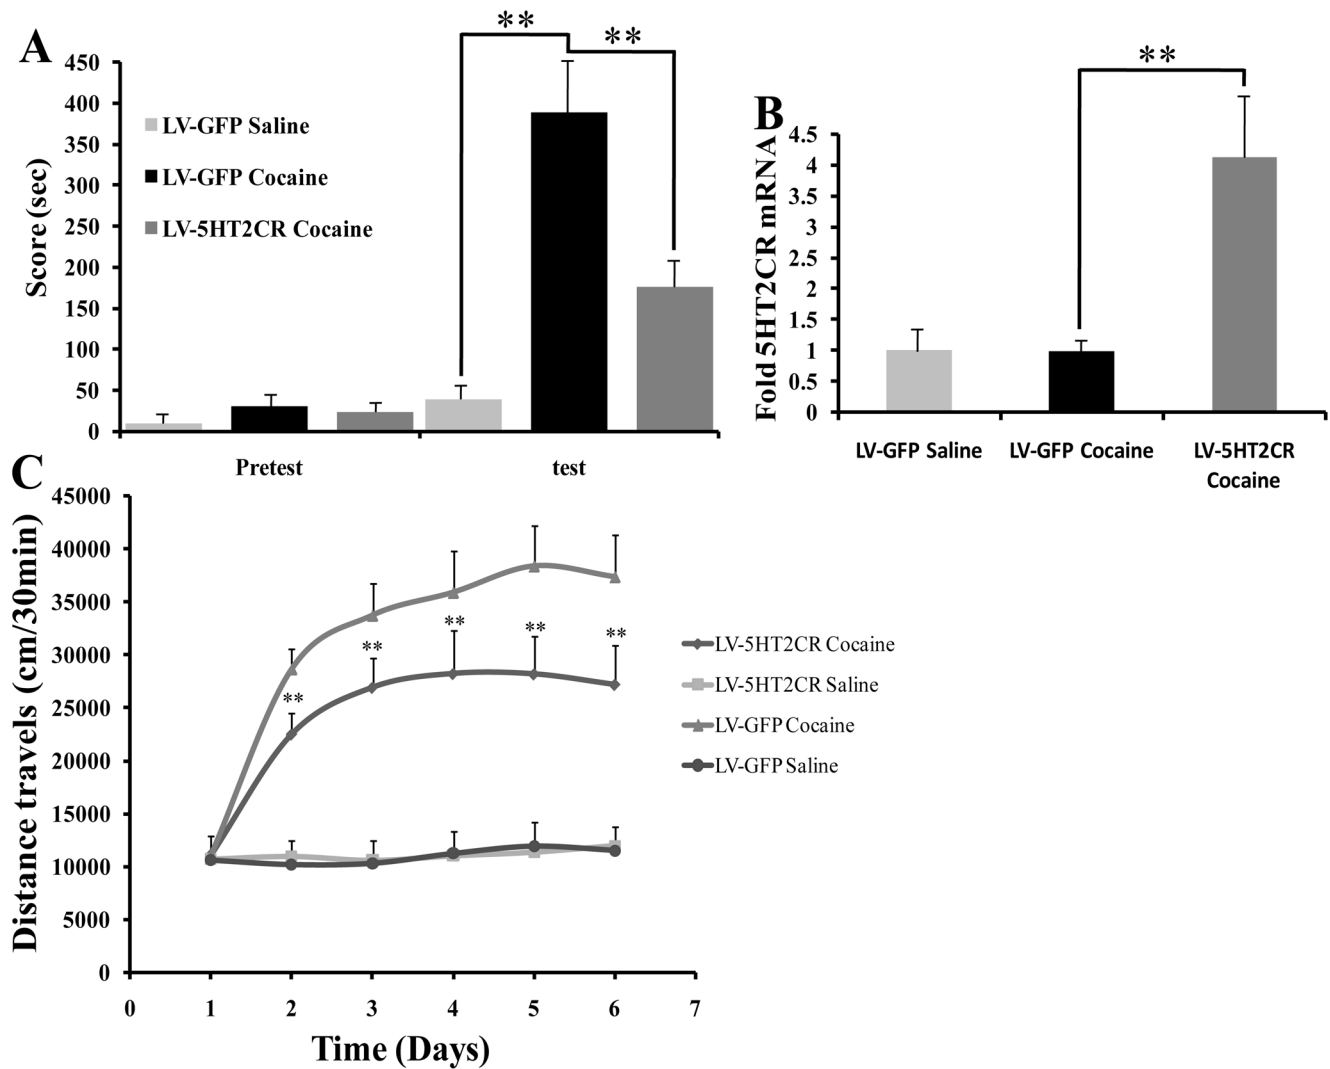 A
**
**
450
400
350
300
250
200
150
100
50
0
Score (sec)
LV-GFP Saline
LV-GFP Cocaine
LV-5HT2CR Cocaine
Pretest
test
B
**
4.5
4
3.5
3
2.5
2
1.5
1
0.5
0
Fold 5HT2CR mRNA
LV-GFP Saline
LV-GFP Cocaine
LV-5HT2CR
Cocaine
C
45000
40000
35000
30000
25000
20000
15000
10000
5000
0
Distance travels (cm/30min)
**
**
**
**
**
LV-5HT2CR Cocaine
LV-5HT2CR Saline
LV-GFP Cocaine
LV-GFP Saline
0
1
2
3
4
5
6
7
Time (Days)